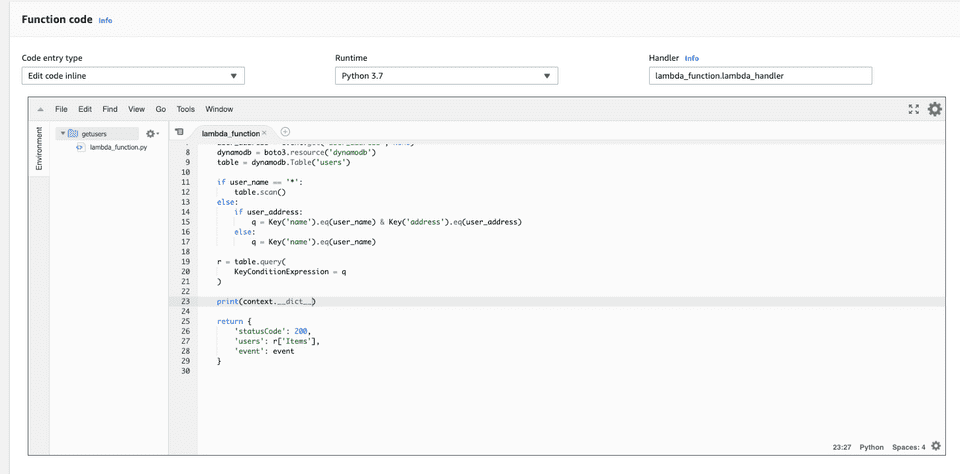 Function code Info
Code entry type
Runtime
Handler Info
Edit code inline
Python 3.7
lambda_function.lambda_handler
File Edit Find View Go Tools Window
Environment
getusers
lambda_function.py
lambda_function
8 dynamodb = boto3.resource('dynamodb')
9 table = dynamodb.Table('users')
10
11 if user_name == '*':
12 table.scan()
13 else:
14 if user_address:
15 q = Key('name').eq(user_name) & Key('address').eq(user_address)
16 else:
17 q = Key('name').eq(user_name)
18
19 r = table.query(
20 KeyConditionExpression = q
21 )
22
23 print(context.__dict__)
24
25 return {
26 'statusCode': 200,
27 'users': r['Items'],
28 'event': event
29 }
30
23:27 Python Spaces: 4